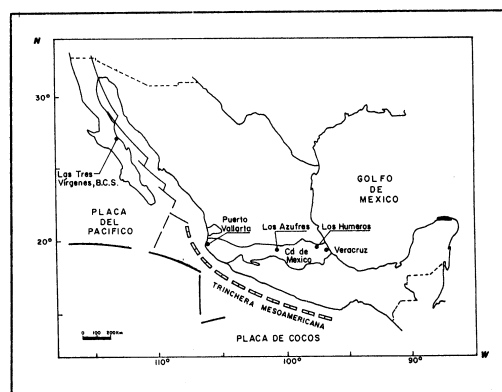 N
30°
Las Tres
Vírgenes, B.C.S.
GOLFO
DE
MEXICO
PLACA
DEL
PACIFICO
Puerto
Vallarta
Los Azufres
Los Humeros
20°
Cd de
Mexico
Veracruz
TRINCHERA MESOAMERICANA
0 100 200Km
PLACA DE COCOS
110°
100°
90°
W